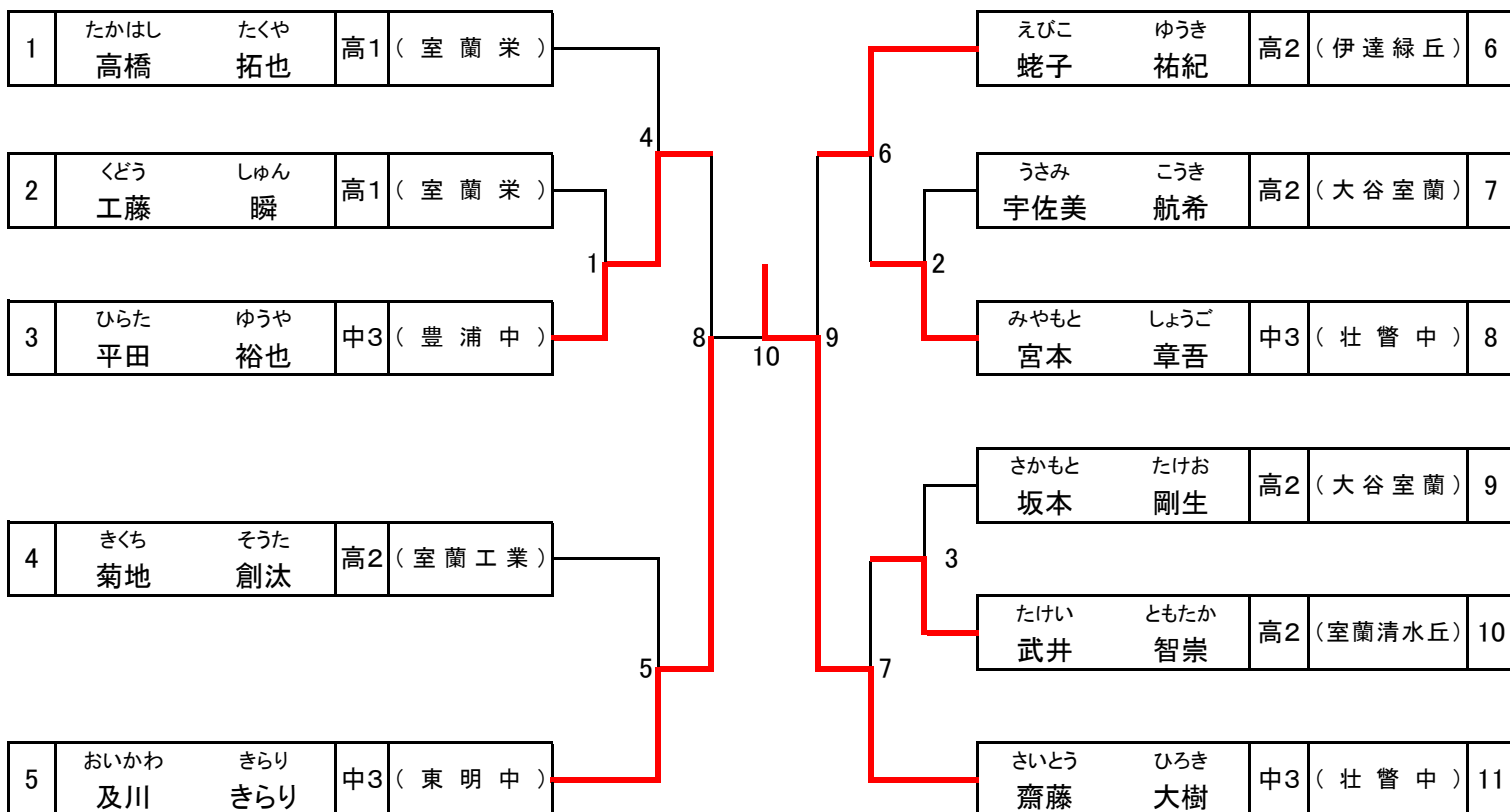 1 たかはし たくや 高1 (室蘭栄)
高橋 拓也
2 くどう しゅん 高1 (室蘭栄)
工藤 瞬
3 ひらた ゆうや 中3 (豊浦中)
平田 裕也
4 きくち そうた 高2 (室蘭工業)
菊地 創汰
5 おいかわ きらり 中3 (東明中)
及川 きらり
4
1
8
5
10
6
2
9
3
7
えびこ ゆうき 高2 (伊達緑丘) 6
蛯子 祐紀
うさみ こうき 高2 (大谷室蘭) 7
宇佐美 航希
みやもと しょうご 中3 (壮瞥中) 8
宮本 章吾
さかもと たけお 高2 (大谷室蘭) 9
坂本 剛生
たけい ともたか 高2 (室蘭清水丘) 10
武井 智崇
さいとう ひろき 中3 (壮瞥中) 11
齋藤 大樹